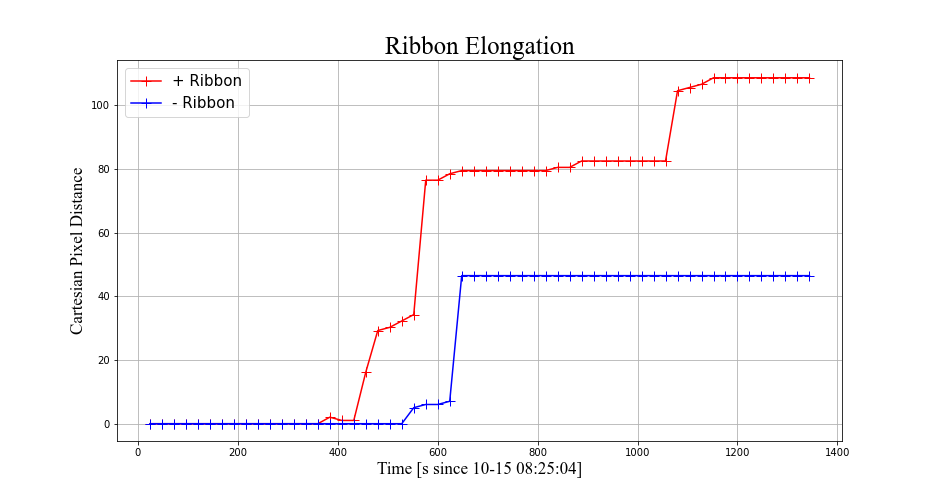 Ribbon Elongation
+ Ribbon
- Ribbon
Cartesian Pixel Distance
100
80
60
40
20
0
0 200 400 600 800 1000 1200 1400
Time [s since 10-15 08:25:04]